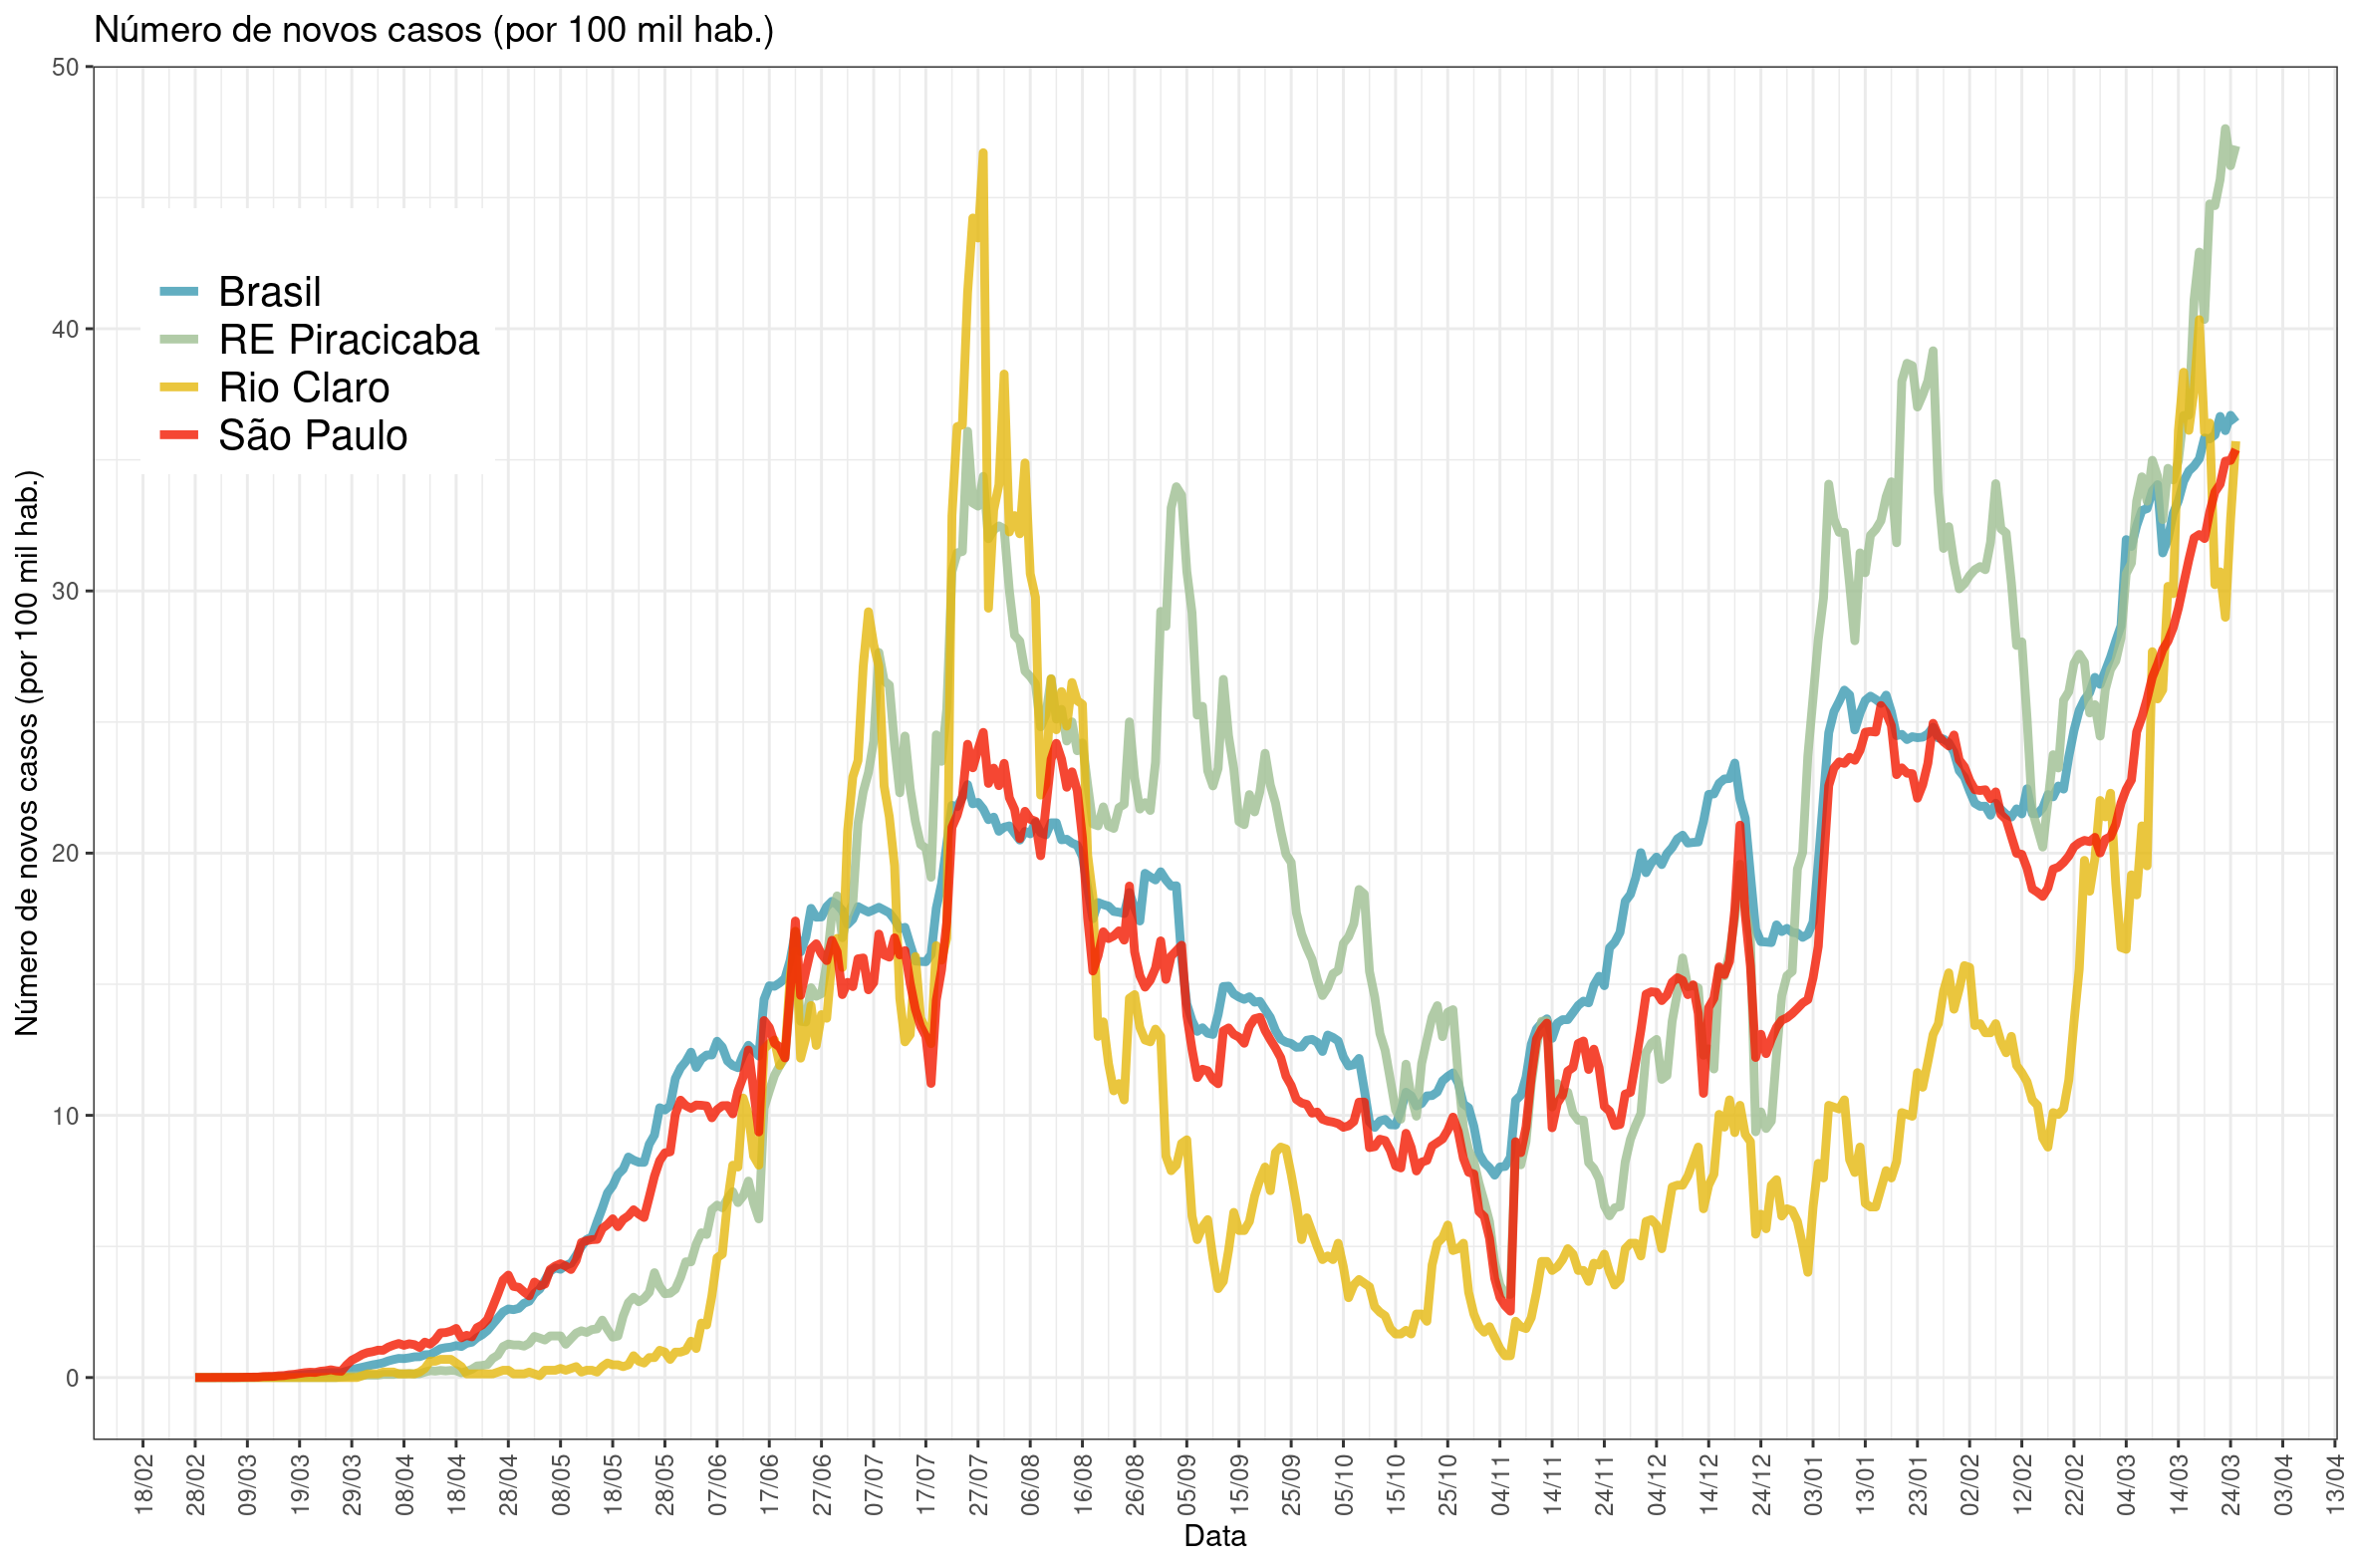 Número de novos casos (por 100 mil hab.)
50
40
30
20
10
0
Número de novos casos (por 100 mil hab.)
Brasil
RE Piracicaba
Rio Claro
São Paulo
18/02 28/02 09/03 19/03 29/03 08/04 18/04 28/04 08/05 18/05 28/05 07/06 17/06 27/06 07/07 17/07 27/07 06/08 16/08 26/08 05/09 15/09 25/09 05/10 15/10 25/10 04/11 14/11 24/11 04/12 14/12 24/12 03/01 13/01 23/01 02/02 12/02 22/02 04/03 14/03 24/03 03/04 13/04
Data